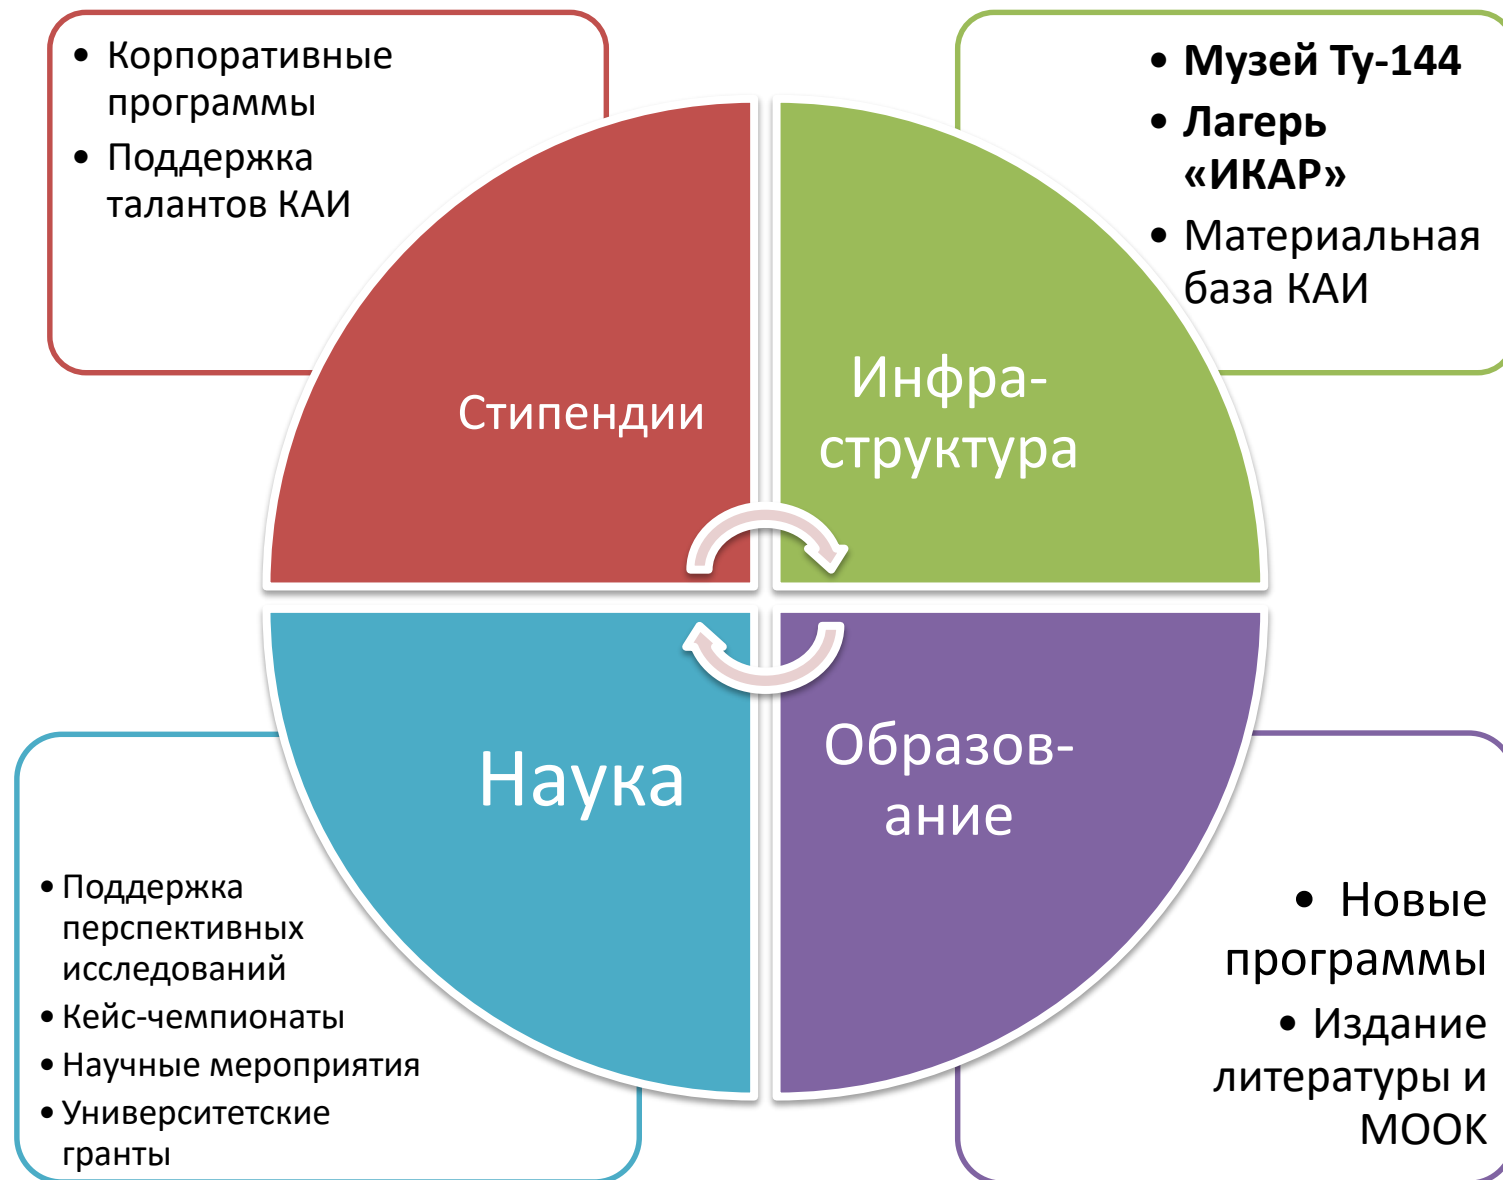 • Корпоративные
программы
• Поддержка
талантов КАИ
• Музей Ту-144
• Лагерь
«ИКАР»
• Материальная
база КАИ
Стипендии
Инфра-
структура
Наука
Образов-
ание
• Поддержка
перспективных
исследований
• Кейс-чемпионаты
• Научные мероприятия
• Университетские
гранты
• Новые
программы
• Издание
литературы и
МООК